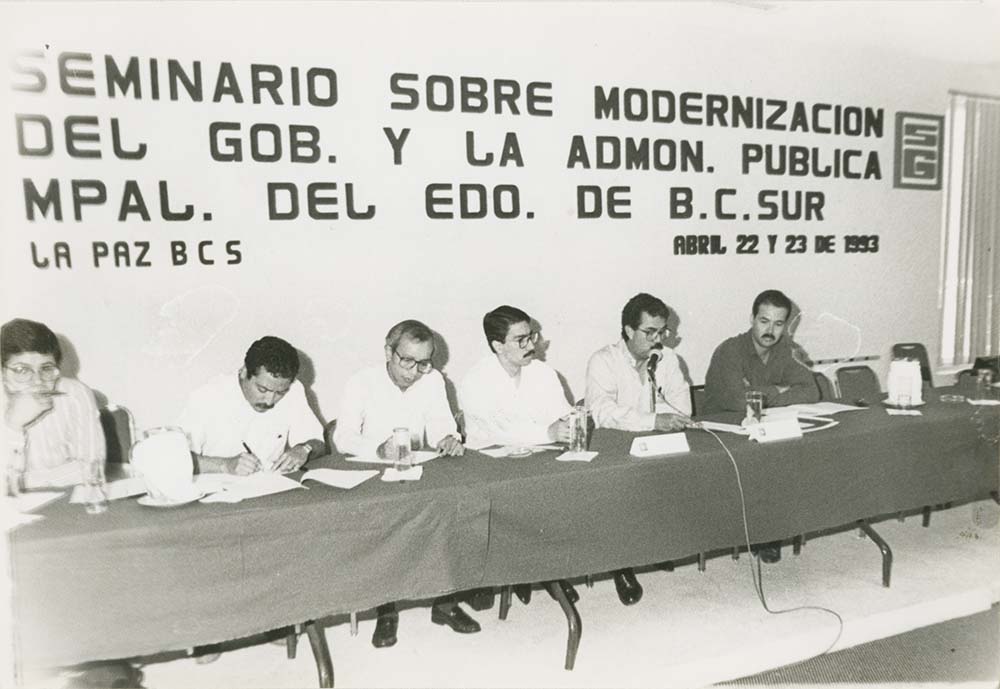 SEMINARIO SOBRE MODERNIZACION
DEL GOB. Y LA ADMON. PUBLICA
MPAL. DEL EDO. DE B.C.SUR
LA PAZ BCS
ABRIL 22 Y 23 DE 1993
SG